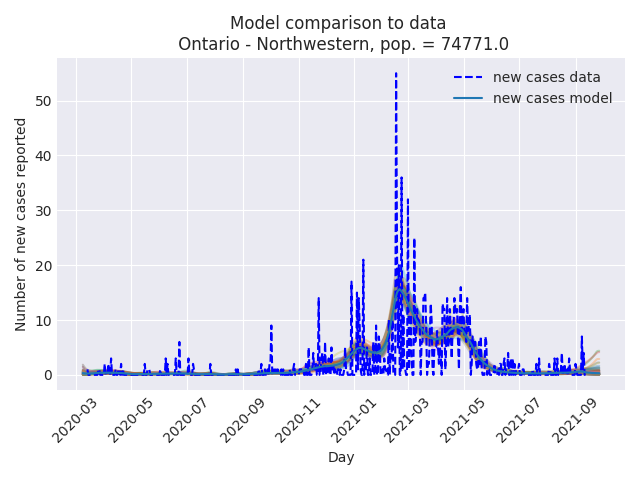 Model comparison to data
Ontario - Northwestern, pop. = 74771.0
new cases data
new cases model
Number of new cases reported
50
40
30
20
10
0
2020-03
2020-05
2020-07
2020-09
2020-11
2021-01
2021-03
2021-05
2021-07
2021-09
Day